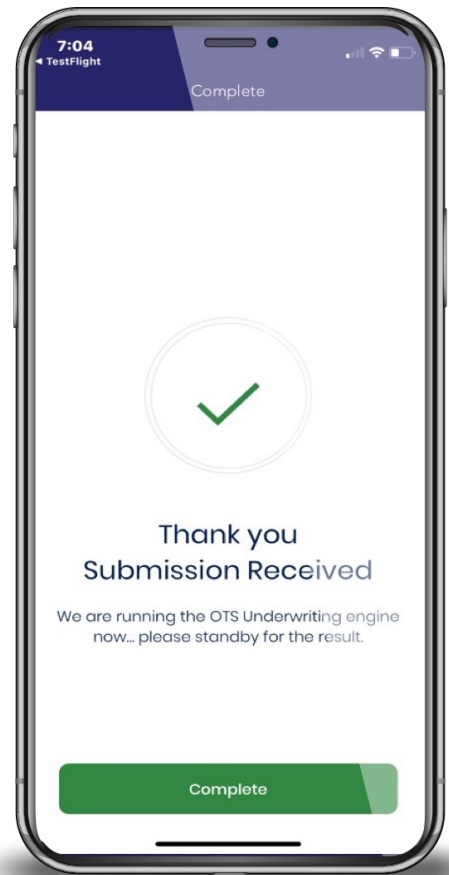 7:04
TestFlight
Complete
Thank you
Submission Received
We are running the OTS Underwriting engine
now... please standby for the result.
Complete